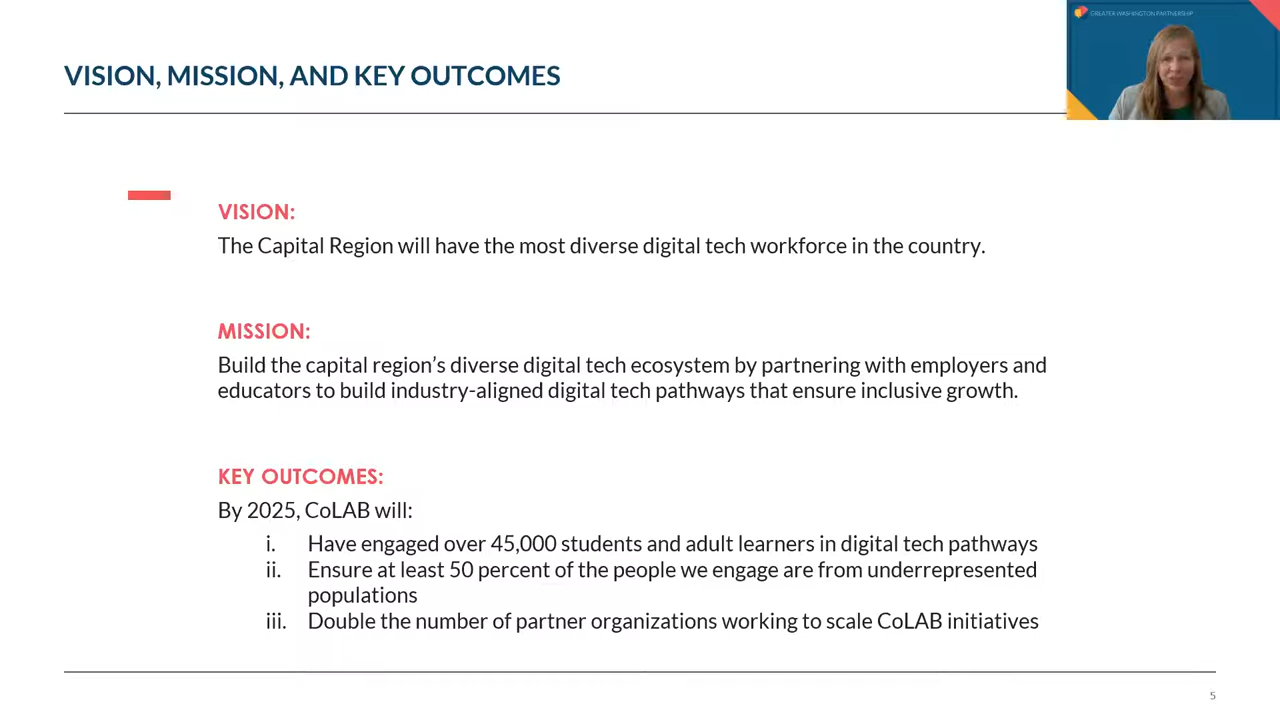 GREATER WASHINGTON PARTNERSHIP
VISION, MISSION, AND KEY OUTCOMES
VISION:
The Capital Region will have the most diverse digital tech workforce in the country.
MISSION:
Build the capital region’s diverse digital tech ecosystem by partnering with employers and
educators to build industry-aligned digital tech pathways that ensure inclusive growth.
KEY OUTCOMES:
By 2025, CoLAB will:
i. Have engaged over 45,000 students and adult learners in digital tech pathways
ii. Ensure at least 50 percent of the people we engage are from underrepresented
populations
iii. Double the number of partner organizations working to scale CoLAB initiatives
5